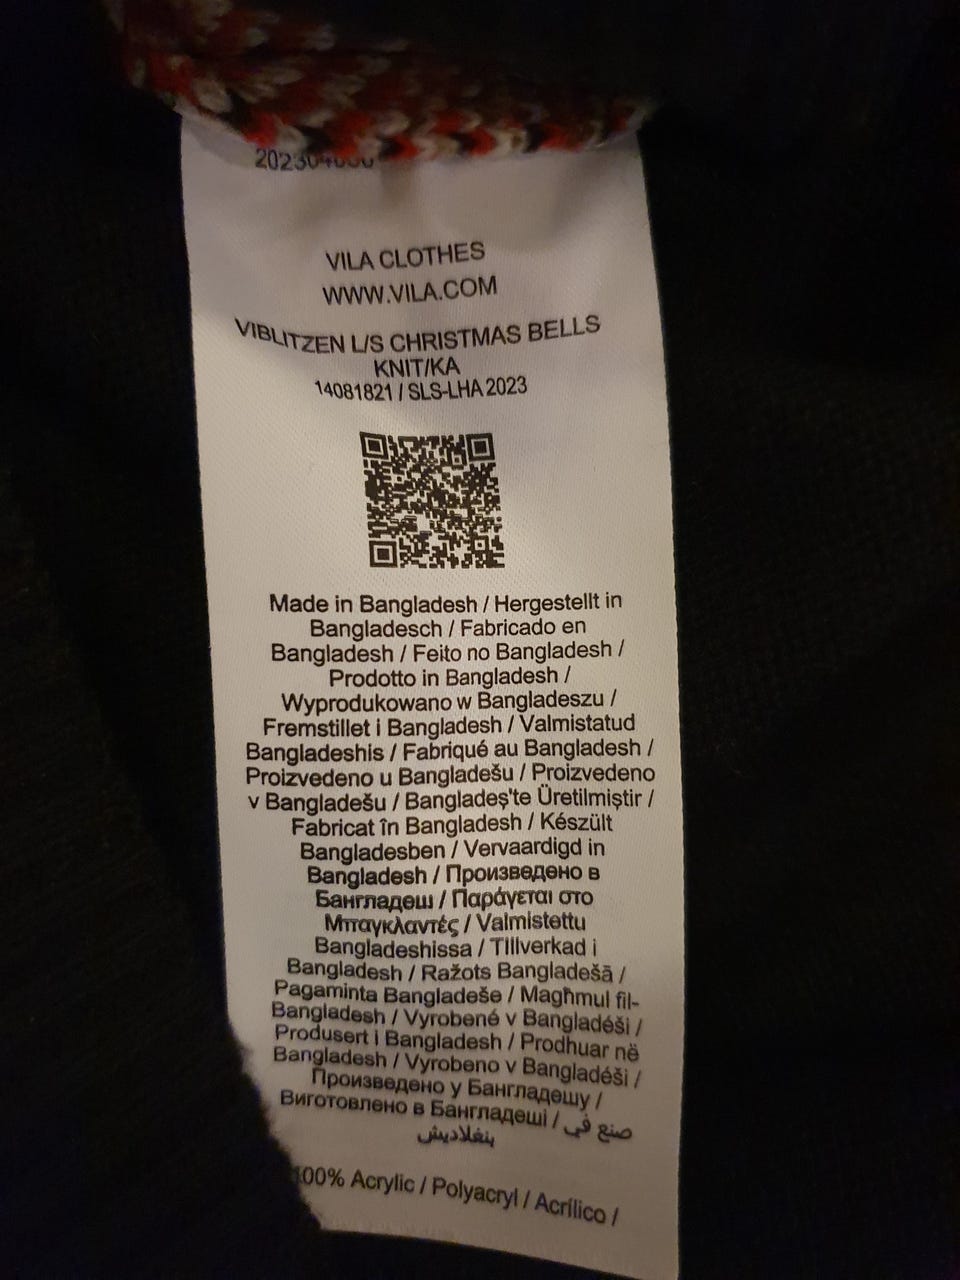 VILA CLOTHES
WWW.VILA.COM
VIBLITZEN L/S CHRISTMAS BELLS
KNIT/KA
14081821 / SLS-LHA 2023
Made in Bangladesh / Hergestellt in
Bangladesch / Fabricado en
Bangladesh / Feito no Bangladesh /
Prodotto in Bangladesh /
Wyprodukowano w Bangladeszu /
Fremstillet i Bangladesh / Valmistatud
Bangladeshis / Fabriqué au Bangladesh /
Proizvedeno u Bangladešu / Proizvedeno
v Bangladešu / Bangladeş'te Üretilmiştir /
Fabricat în Bangladesh / Készült
Bangladesben / Vervaardigd in
Bangladesh / Произведено в
Бангладеш / Παράγεται στο
Μπαγκλαντές / Valmistettu
Bangladeshissa / Tillverkad i
Bangladesh / Ražots Bangladešā /
Pagaminta Bangladeše / Magħmul fil-
Bangladesh / Vyrobené v Bangladéši /
Produsert i Bangladesh / Prodhuar në
Bangladesh / Vyrobeno v Bangladéši /
Произведено у Бангладешу /
Виготовлено в Бангладеші / صنع في
بنغلاديش
100% Acrylic / Polyacryl / Acrílico /